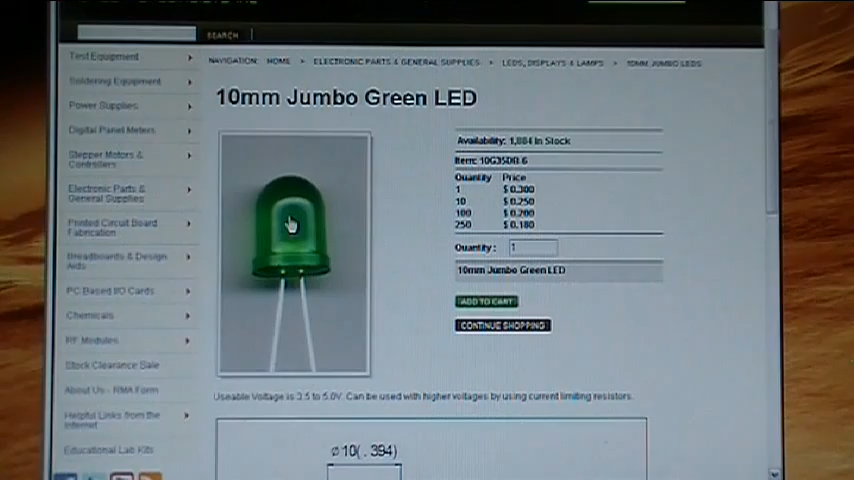 SEARCH
NAVIGATION: HOME > ELECTRONIC PARTS & GENERAL SUPPLIES > LEDS, DISPLAYS & LAMPS > 10MM JUMBO LEDS
Test Equipment
Soldering Equipment
Power Supplies
Digital Panel Meters
Stepper Motors &
Controllers
Electronic Parts &
General Supplies
Printed Circuit Board
Fabrication
Breadboards & Design
Aids
PC Based I/O Cards
Chemicals
RF Modules
Stock Clearance Sale
About Us - RMA Form
Helpful Links from the
Internet
Educational Lab Kits
10mm Jumbo Green LED
Availability: 1,884 In Stock
Item: 10G35DB.6
Quantity Price
1 $ 0.300
10 $ 0.250
100 $ 0.200
250 $ 0.180
Quantity : 1
10mm Jumbo Green LED
ADD TO CART
CONTINUE SHOPPING
Useable Voltage is 3.5 to 5.0V. Can be used with higher voltages by using current limiting resistors.
Ø10(.394)